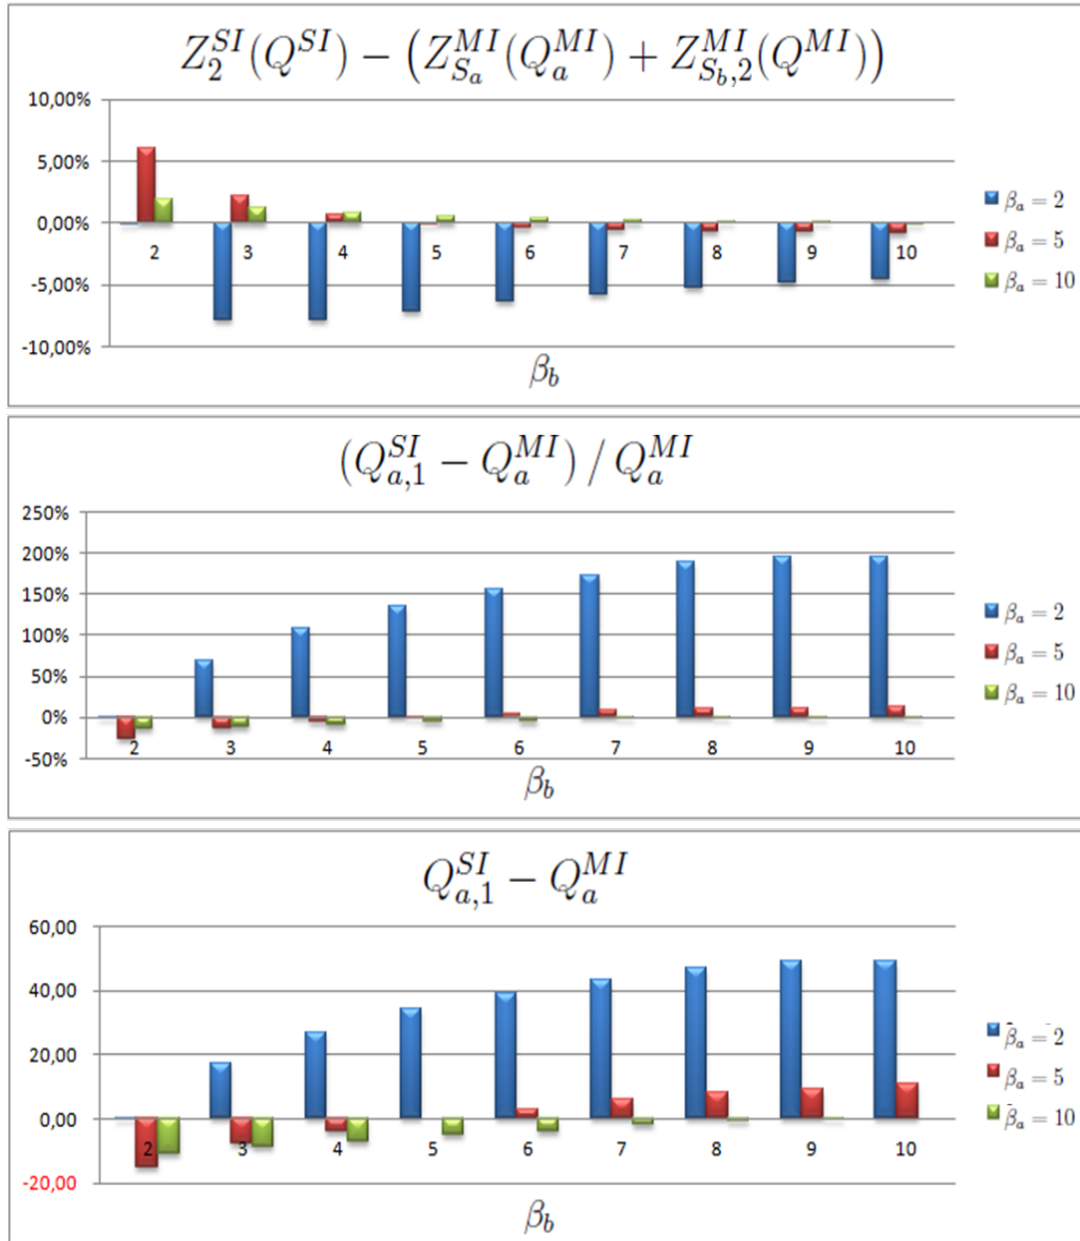 Z_2^{SI}(Q^{SI}) − (Z_{S_a}^{MI}(Q_a^{MI}) + Z_{S_b,2}^{MI}(Q^{MI}))
10,00%
5,00%
0,00%
-5,00%
-10,00%
2 3 4 5 6 7 8 9 10
β_b
β_a = 2
β_a = 5
β_a = 10
(Q_{a,1}^{SI} − Q_a^{MI}) / Q_a^{MI}
250%
200%
150%
100%
50%
0%
-50%
2 3 4 5 6 7 8 9 10
β_b
β_a = 2
β_a = 5
β_a = 10
Q_{a,1}^{SI} − Q_a^{MI}
60,00
40,00
20,00
0,00
-20,00
2 3 4 5 6 7 8 9 10
β_b
β_a = 2
β_a = 5
β_a = 10